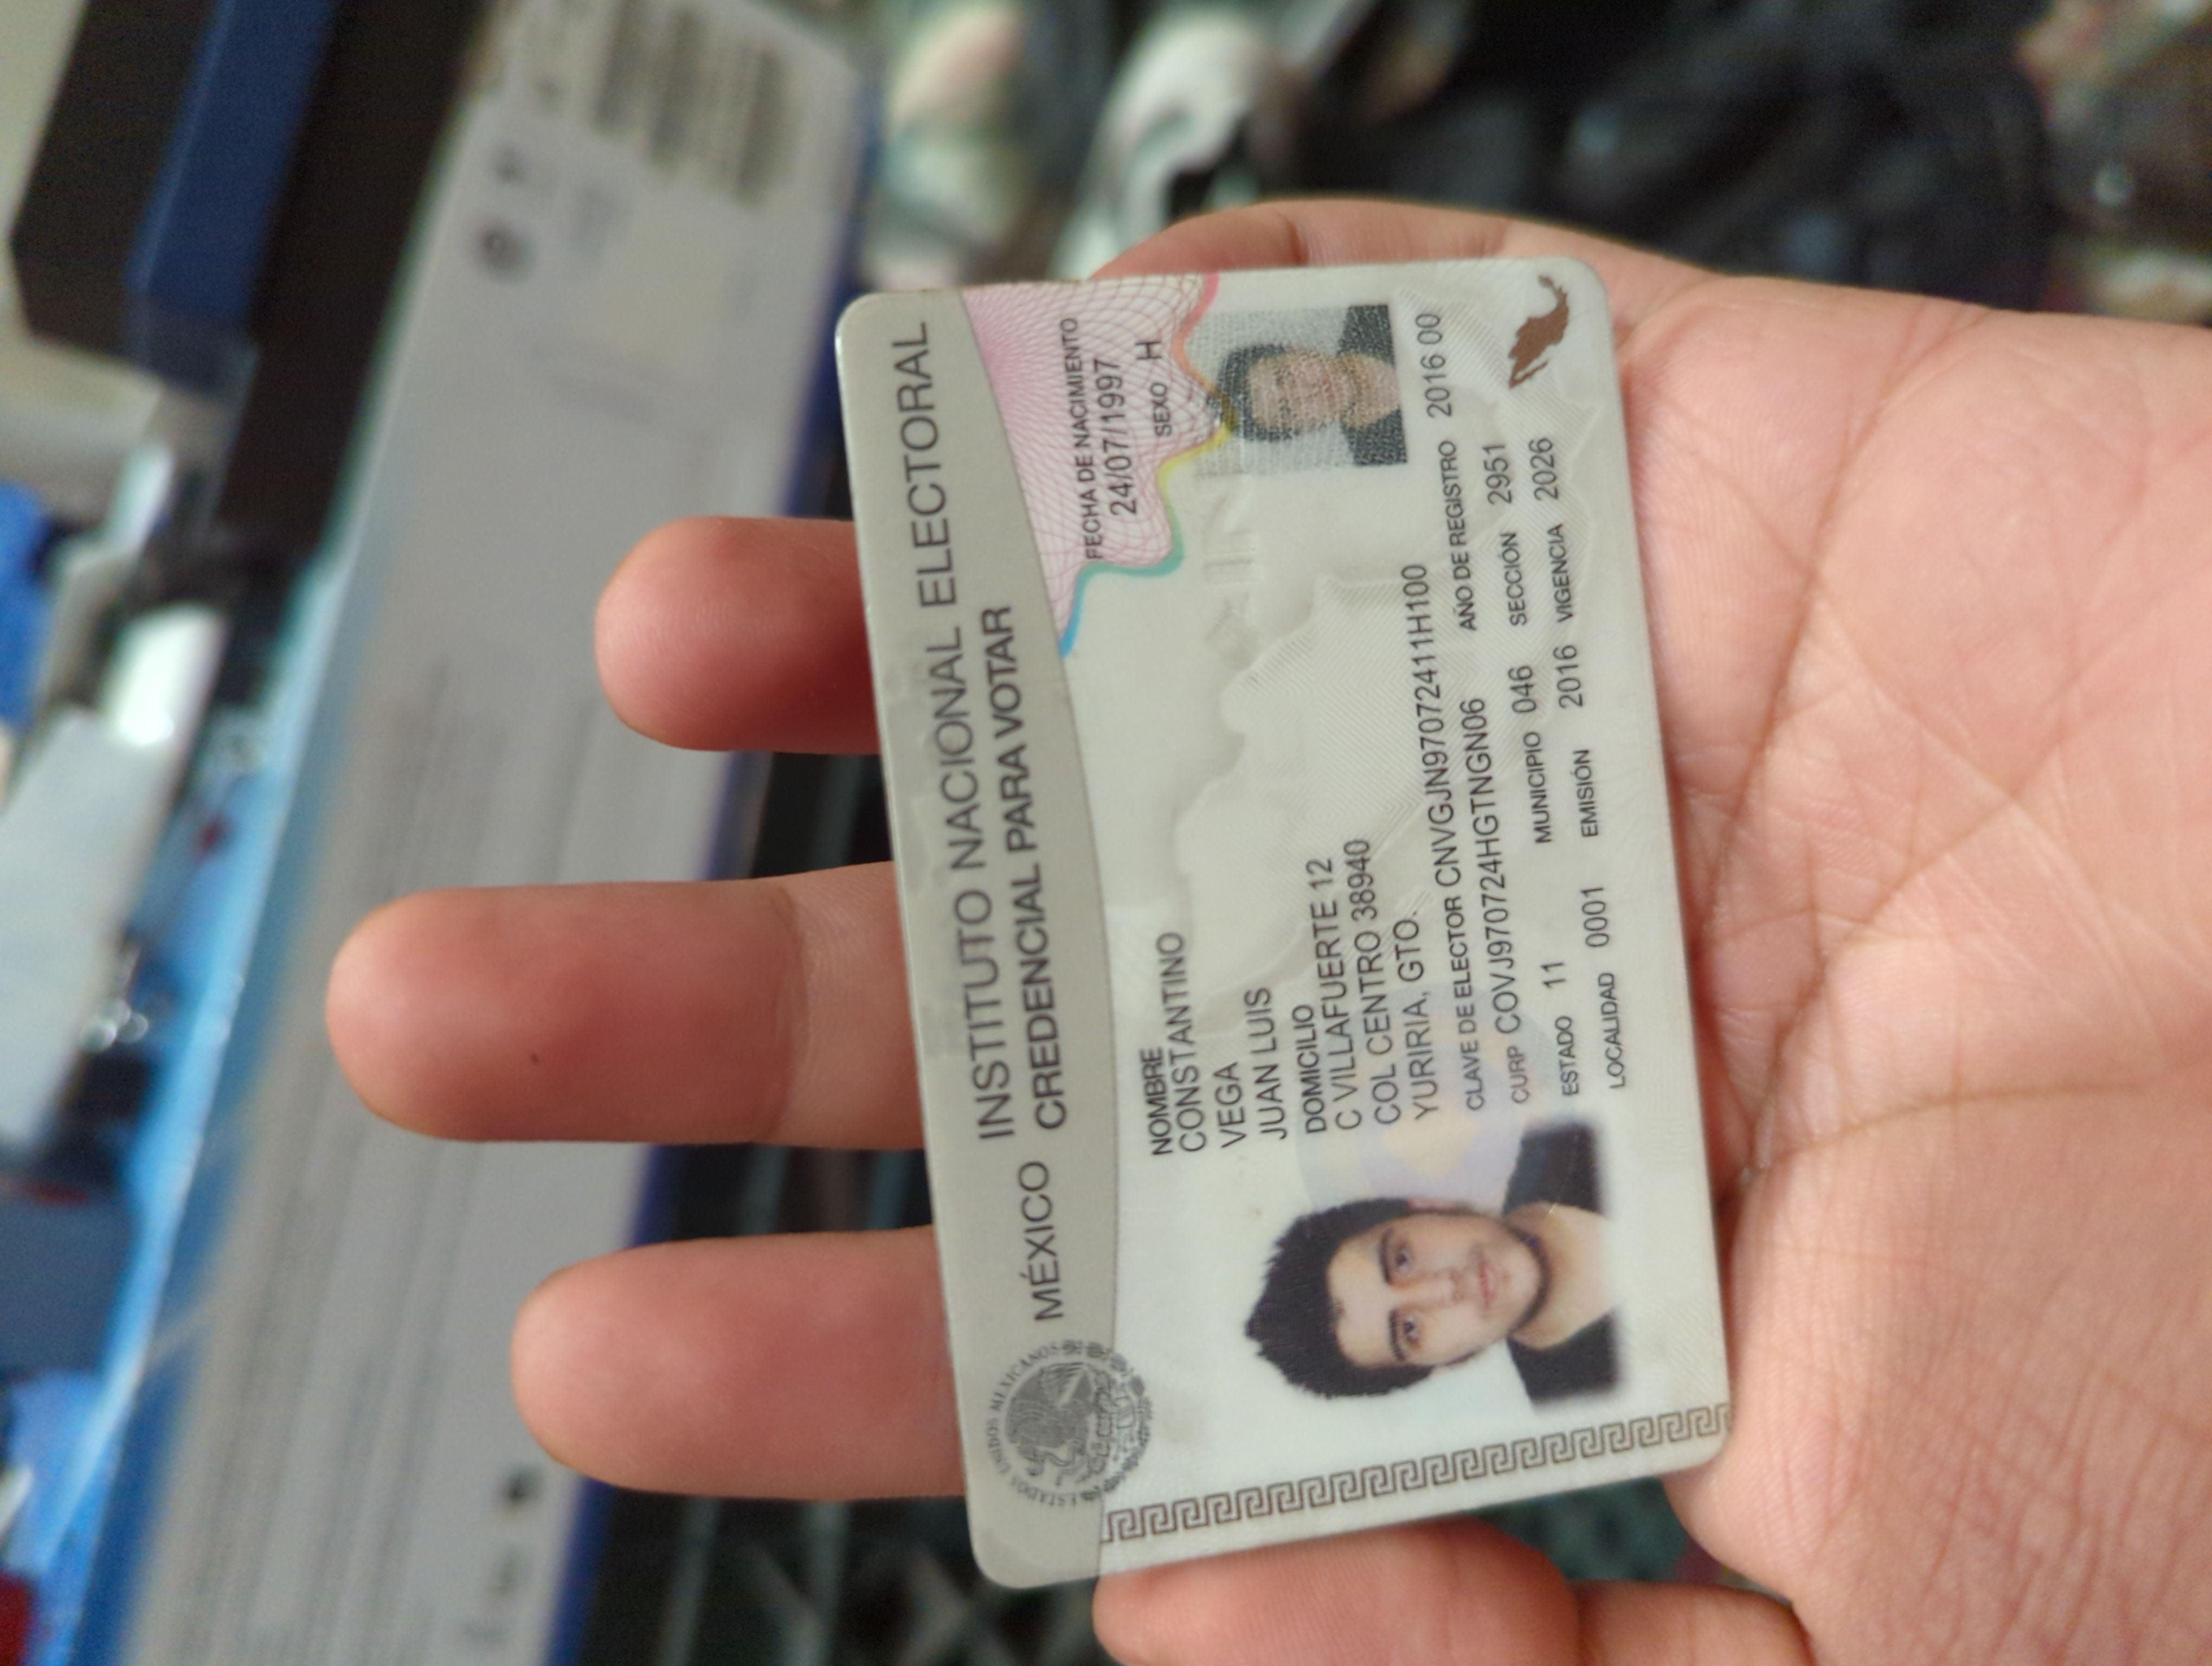 ESTADOS UNIDOS MEXICANOS
MÉXICO
INSTITUTO NACIONAL ELECTORAL
CREDENCIAL PARA VOTAR
FECHA DE NACIMIENTO
24/07/1997
SEXO H
NOMBRE
CONSTANTINO
VEGA
JUAN LUIS
DOMICILIO
C VILLAFUERTE 12
COL CENTRO 38940
YURIRIA, GTO.
CLAVE DE ELECTOR CNVGJN97072411H100
CURP COVJ970724HGTNGN06 AÑO DE REGISTRO 2016 00
ESTADO 11 MUNICIPIO 046 SECCIÓN 2951
LOCALIDAD 0001 EMISIÓN 2016 VIGENCIA 2026